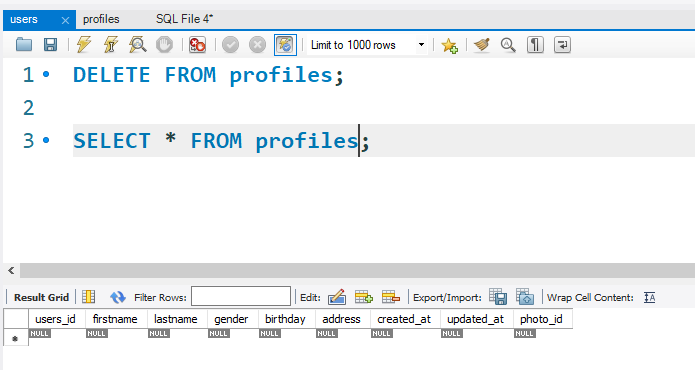 users × profiles SQL File 4*
Limit to 1000 rows
1 DELETE FROM profiles;
2
3 SELECT * FROM profiles;
Result Grid Filter Rows: Edit: Export/Import: Wrap Cell Content: IA
users_id firstname lastname gender birthday address created_at updated_at photo_id
* NULL NULL NULL NULL NULL NULL NULL NULL NULL